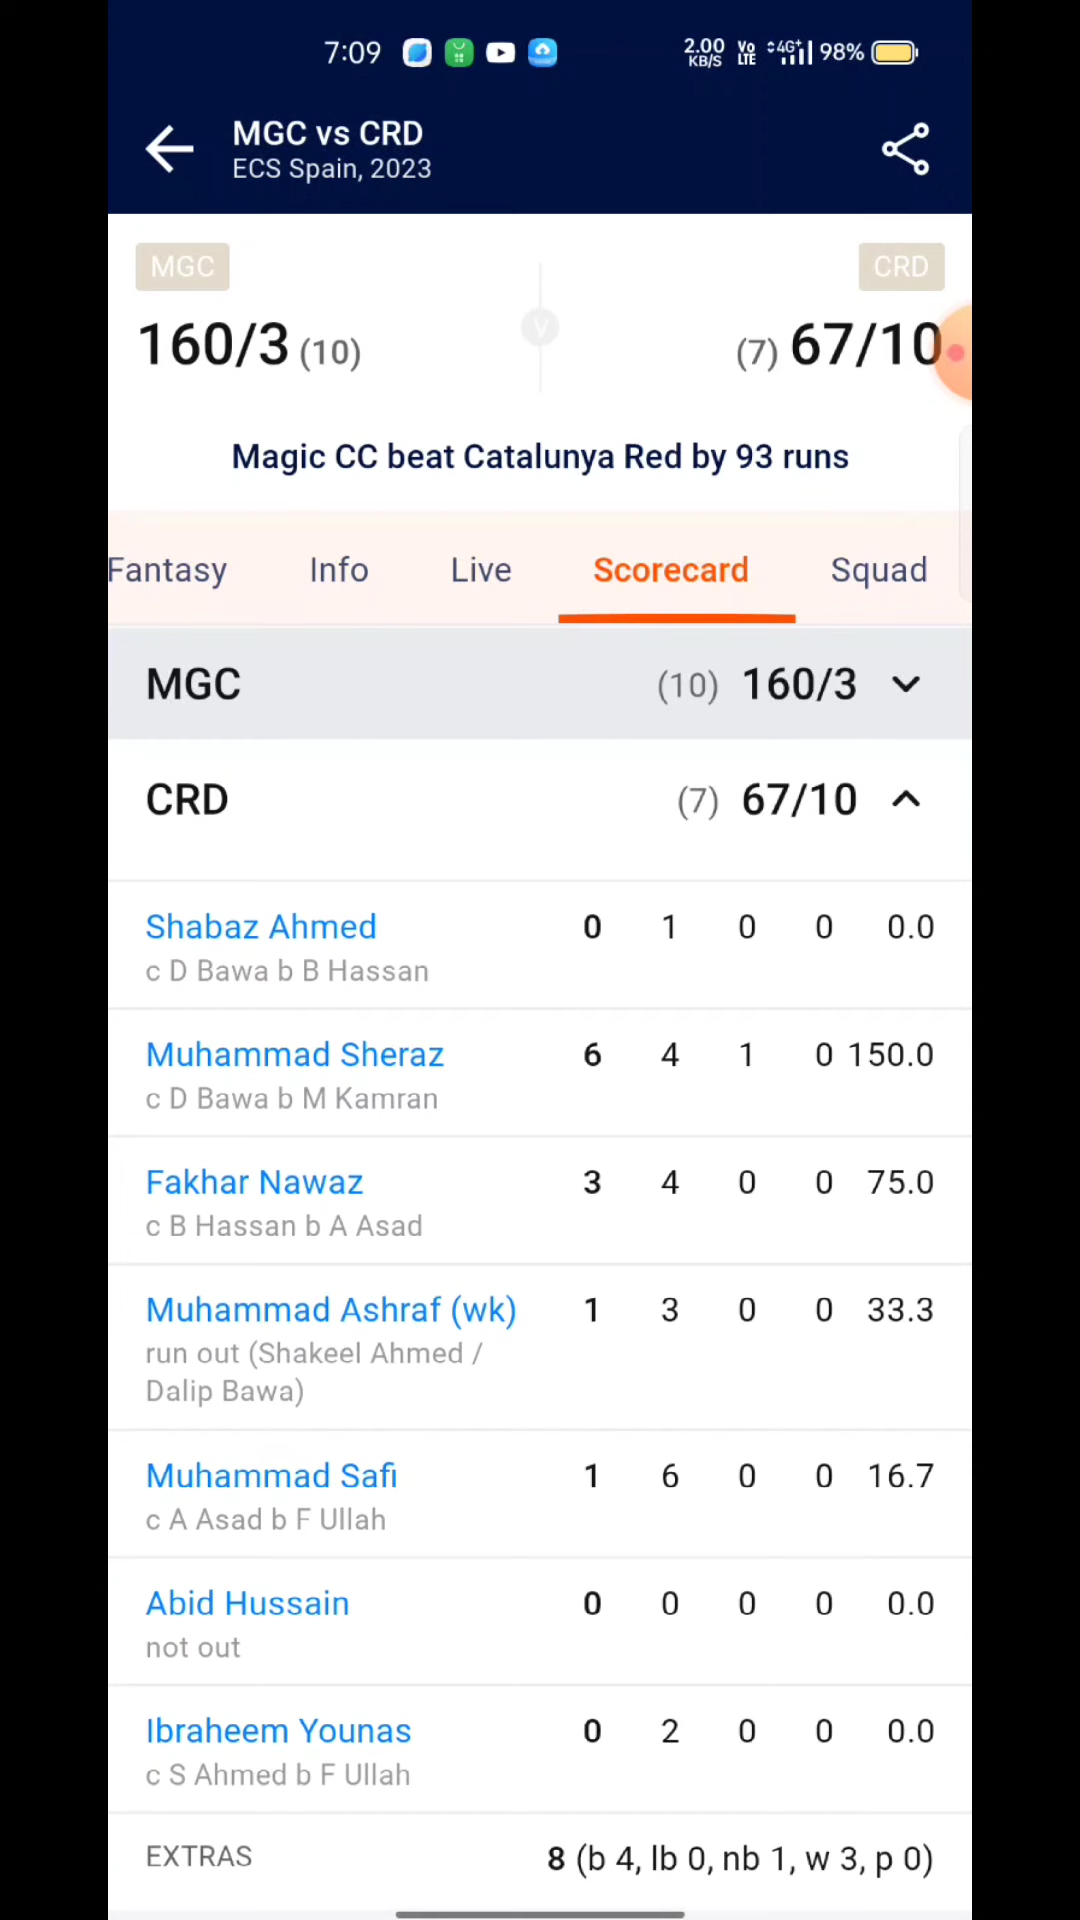 7:09 2.00 KB/S Vo LTE 4G+ 98%
MGC vs CRD
ECS Spain, 2023
MGC CRD
160/3 (10) V (7) 67/10
Magic CC beat Catalunya Red by 93 runs
Fantasy Info Live Scorecard Squad
MGC (10) 160/3
CRD (7) 67/10
Shabaz Ahmed 0 1 0 0 0.0
c D Bawa b B Hassan
Muhammad Sheraz 6 4 1 0 150.0
c D Bawa b M Kamran
Fakhar Nawaz 3 4 0 0 75.0
c B Hassan b A Asad
Muhammad Ashraf (wk) 1 3 0 0 33.3
run out (Shakeel Ahmed /
Dalip Bawa)
Muhammad Safi 1 6 0 0 16.7
c A Asad b F Ullah
Abid Hussain 0 0 0 0 0.0
not out
Ibraheem Younas 0 2 0 0 0.0
c S Ahmed b F Ullah
EXTRAS 8 (b 4, lb 0, nb 1, w 3, p 0)